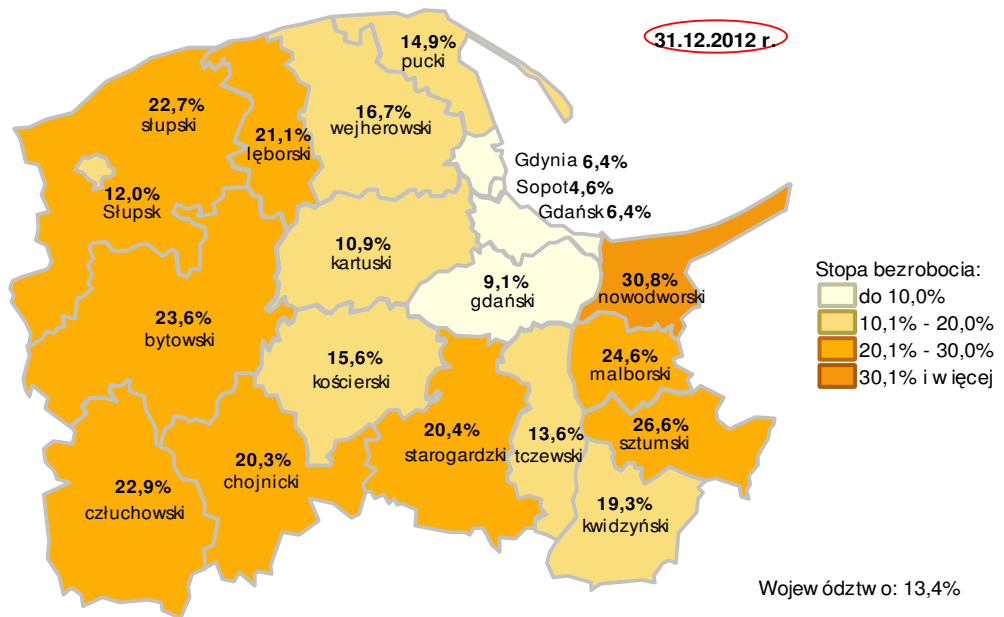 31.12.2012 r.
14,9%
pucki
22,7%
słupski
16,7%
wejherowski
21,1%
lęborski
Gdynia 6,4%
Sopot 4,6%
Gdańsk 6,4%
12,0%
Słupsk
10,9%
kartuski
9,1%
gdański
30,8%
nowodworski
Stopa bezrobocia:
do 10,0%
10,1% - 20,0%
20,1% - 30,0%
30,1% i więcej
23,6%
bytowski
15,6%
kościerski
24,6%
malborski
20,4%
starogardzki
13,6%
tczewski
26,6%
sztumski
20,3%
chojnicki
22,9%
człuchowski
19,3%
kwidzyński
Województwo: 13,4%